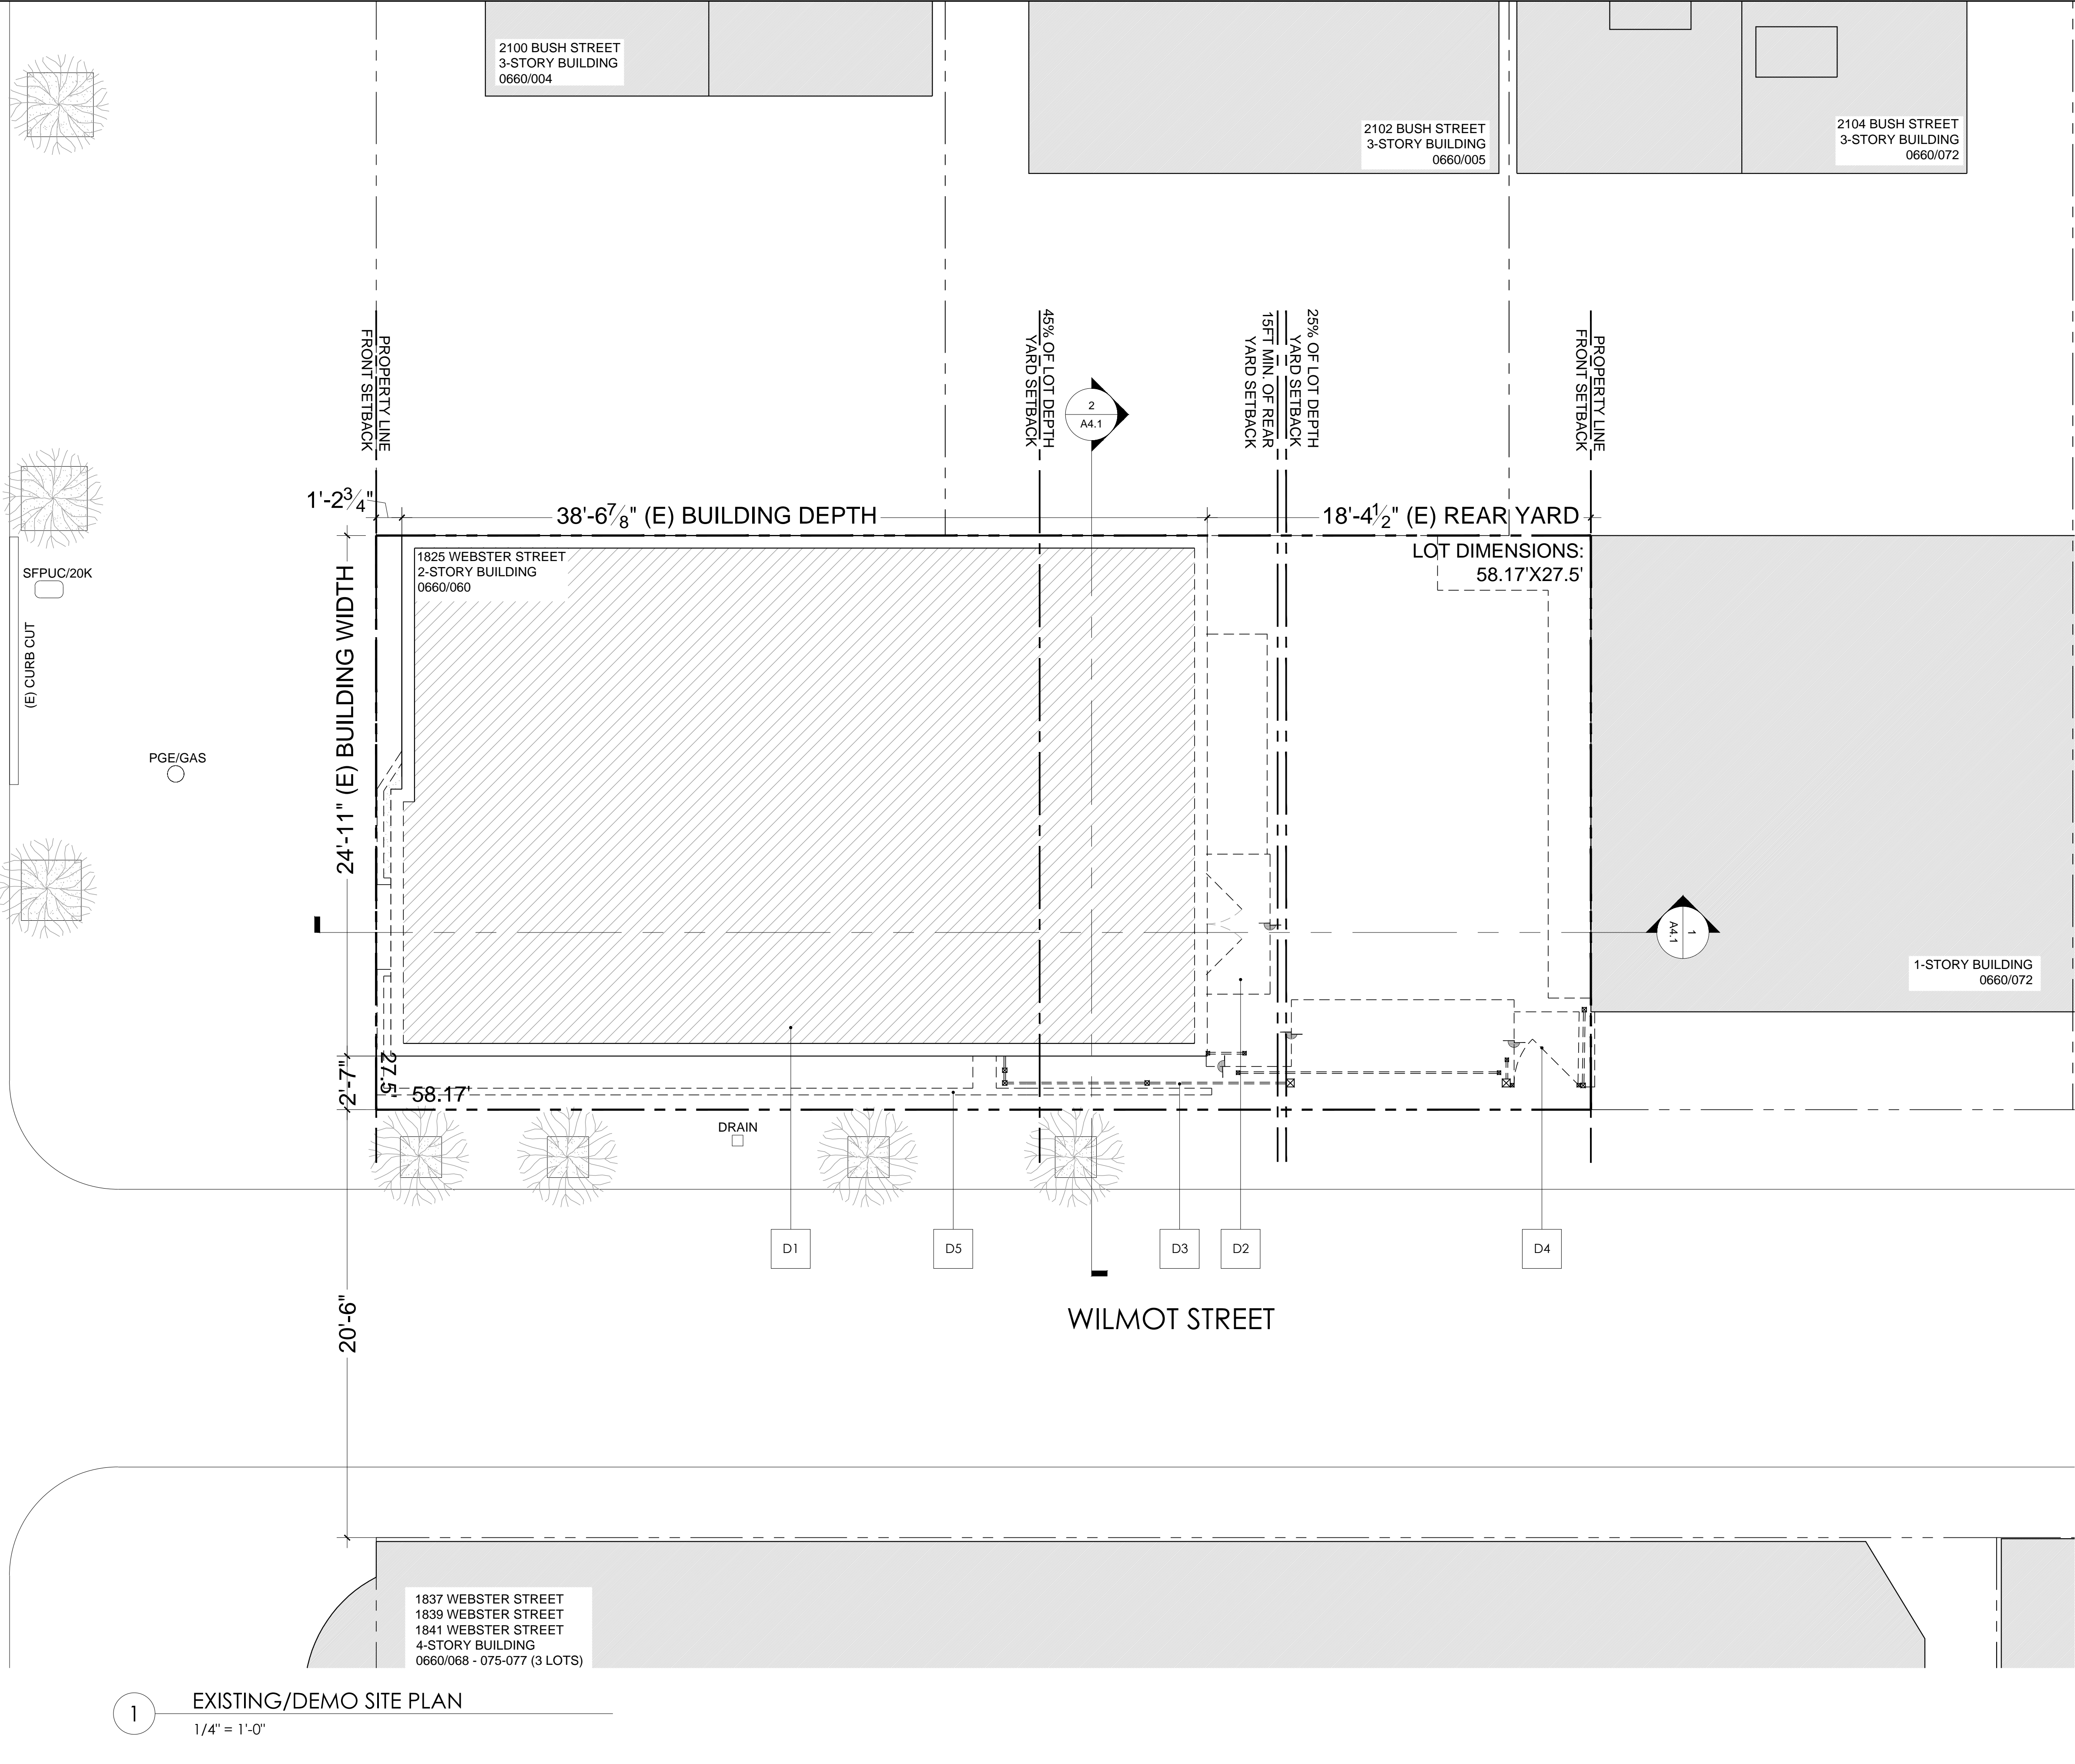 2100 BUSH STREET
3-STORY BUILDING
0660/004
2102 BUSH STREET
3-STORY BUILDING
0660/005
2104 BUSH STREET
3-STORY BUILDING
0660/072
PROPERTY LINE
FRONT SETBACK
45% OF LOT DEPTH
YARD SETBACK
2
A4.1
15FT MIN. OF REAR
YARD SETBACK
25% OF LOT DEPTH
YARD SETBACK
PROPERTY LINE
FRONT SETBACK
1'-2 3/4"
38'-6 7/8" (E) BUILDING DEPTH
18'-4 1/2" (E) REAR YARD
1825 WEBSTER STREET
2-STORY BUILDING
0660/060
LOT DIMENSIONS:
58.17'X27.5'
SFPUC/20K
(E) CURB CUT
PGE/GAS
24'-11" (E) BUILDING WIDTH
1
A4.1
1-STORY BUILDING
0660/072
2'-7"
27.5'
58.17'
DRAIN
D1
D5
D3
D2
D4
20'-6"
WILMOT STREET
1837 WEBSTER STREET
1839 WEBSTER STREET
1841 WEBSTER STREET
4-STORY BUILDING
0660/068 - 075-077 (3 LOTS)
1
EXISTING/DEMO SITE PLAN
1/4" = 1'-0"